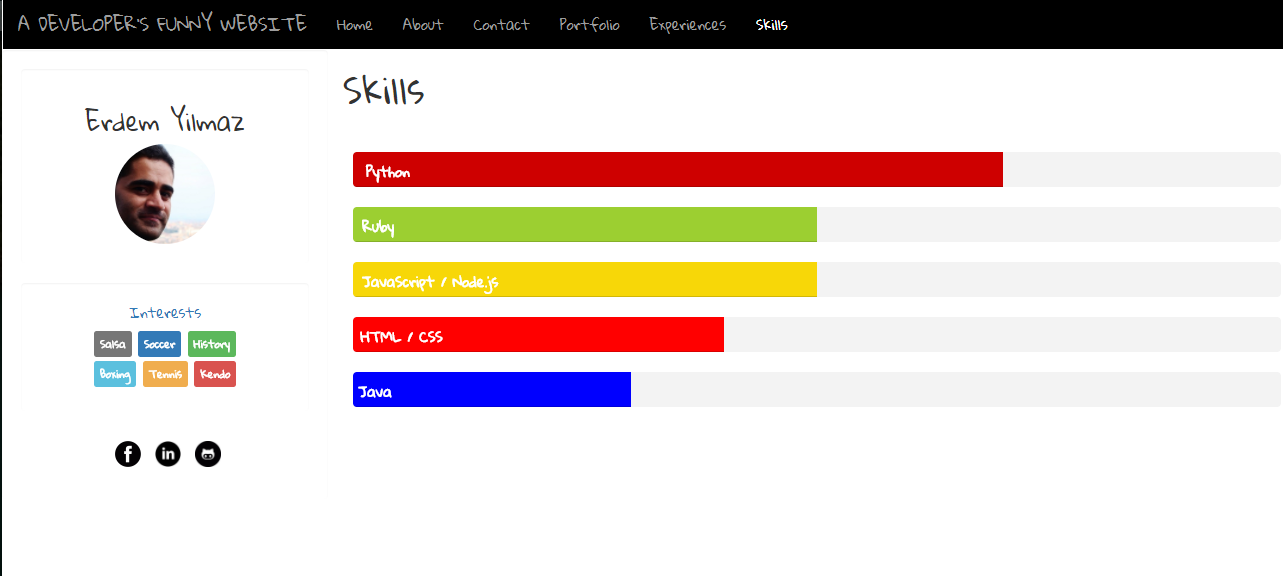 A DEVELOPER'S FUNNY WEBSITE Home About Contact Portfolio Experiences Skills
Erdem Yilmaz
Interests
Salsa Soccer History
Boxing Tennis Kendo
f in
Skills
Python
Ruby
JavaScript / Node.js
HTML / CSS
Java